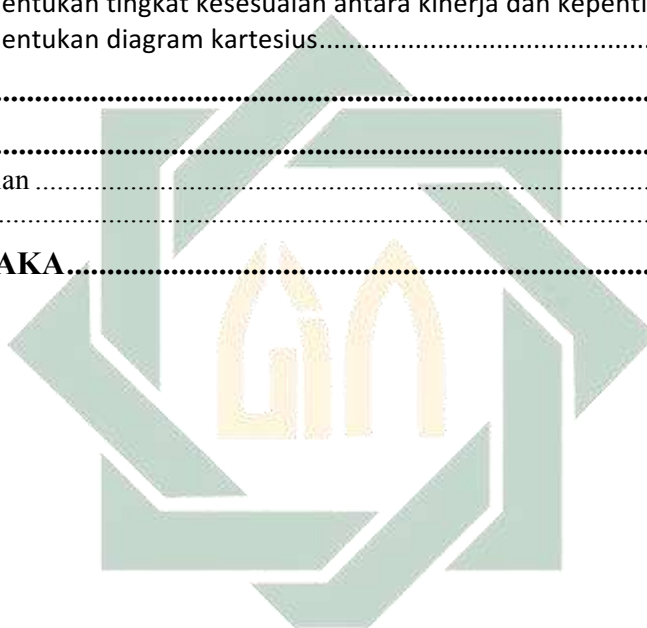 entukan tingkat kesesuaian antara kinerja dan kepenti
entukan diagram kartesius....................................................
................................................................................
................................................................................
an ............................................................................
................................................................................
AKA.........................................................................